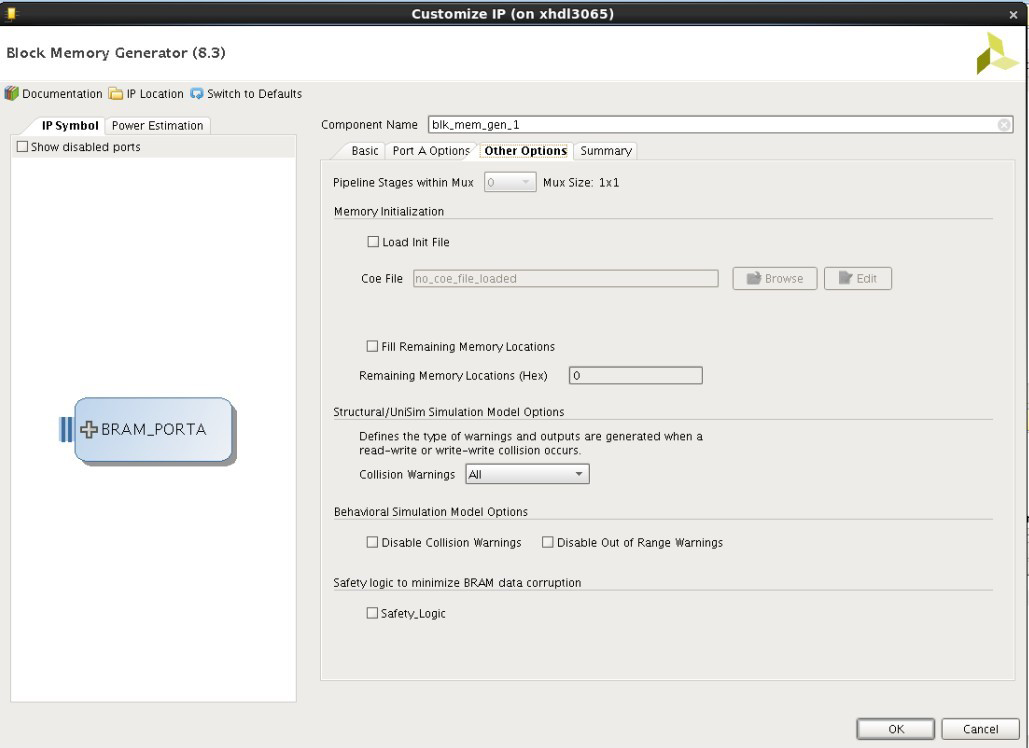 Customize IP (on xhdl3065)
Block Memory Generator (8.3)
Documentation IP Location Switch to Defaults
IP Symbol Power Estimation
Show disabled ports
BRAM_PORTA
Component Name blk_mem_gen_1
Basic Port A Options Other Options Summary
Pipeline Stages within Mux 0 Mux Size: 1x1
Memory Initialization
Load Init File
Coe File no_coe_file_loaded Browse Edit
Fill Remaining Memory Locations
Remaining Memory Locations (Hex) 0
Structural/UniSim Simulation Model Options
Defines the type of warnings and outputs are generated when a
read-write or write-write collision occurs.
Collision Warnings All
Behavioral Simulation Model Options
Disable Collision Warnings Disable Out of Range Warnings
Safety logic to minimize BRAM data corruption
Safety_Logic
OK Cancel